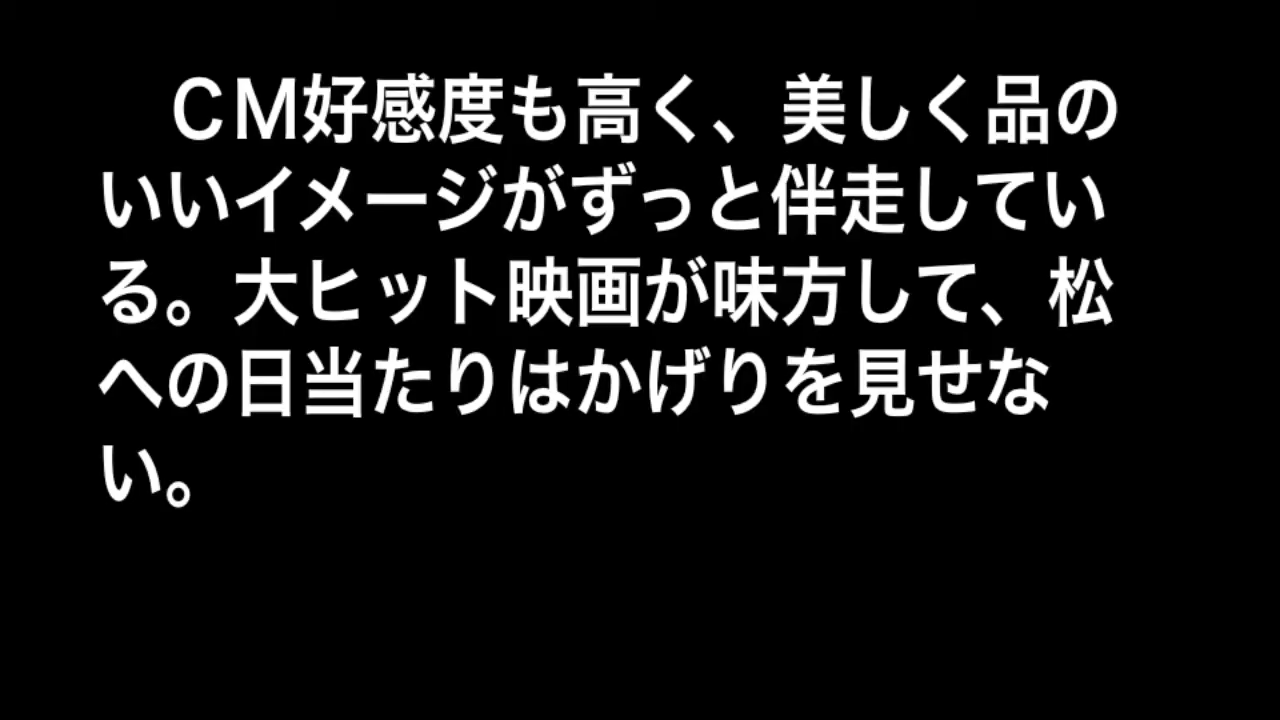 ＣＭ好感度も高く、美しく品の
いいイメージがずっと伴走してい
る。大ヒット映画が味方して、松
への日当たりはかげりを見せな
い。